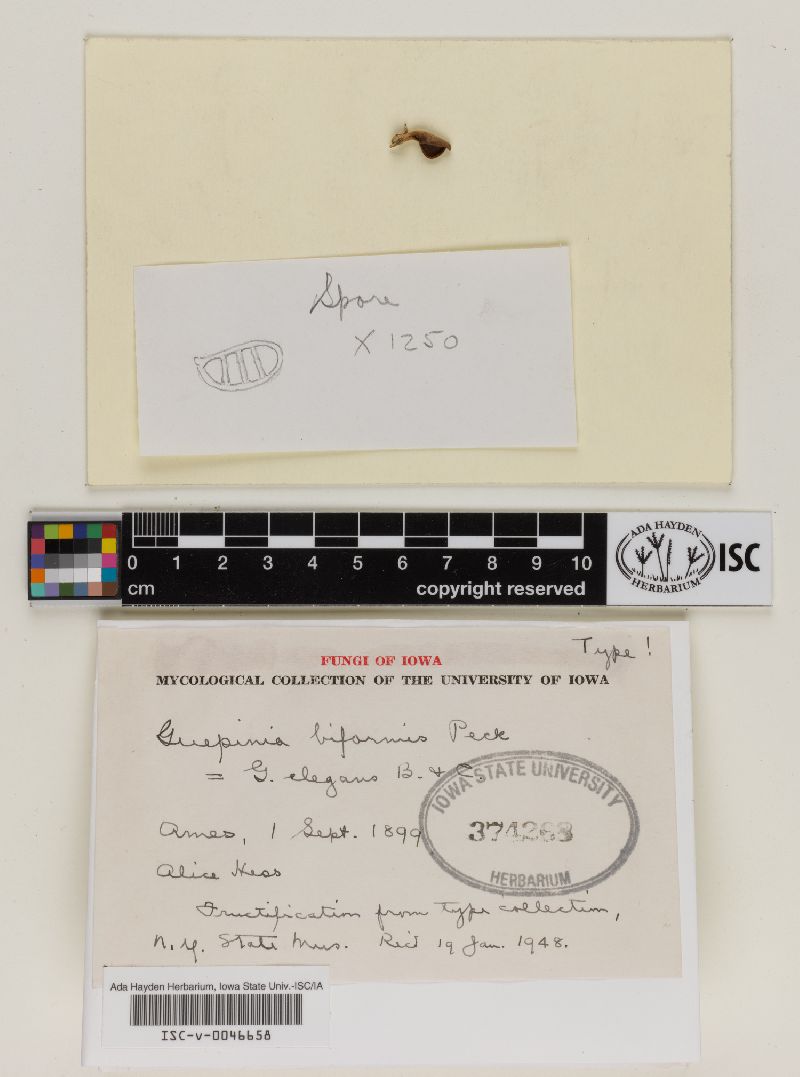 Spore
X 1250
0 1 2 3 4 5 6 7 8 9 10
cm
copyright reserved
ADA HAYDEN
HERBARIUM
ISC
Type!
FUNGI OF IOWA
MYCOLOGICAL COLLECTION OF THE UNIVERSITY OF IOWA
Guepinia biformis Peck
= G. elegans B. & C.
Ames, 1 Sept. 1899
Alice Hess
Fructification from type collection,
N.Y. State Mus. Rec'd 19 Jan. 1948.
IOWA STATE UNIVERSITY
374263
HERBARIUM
Ada Hayden Herbarium, Iowa State Univ.-ISC/IA
ISC-v-0046658